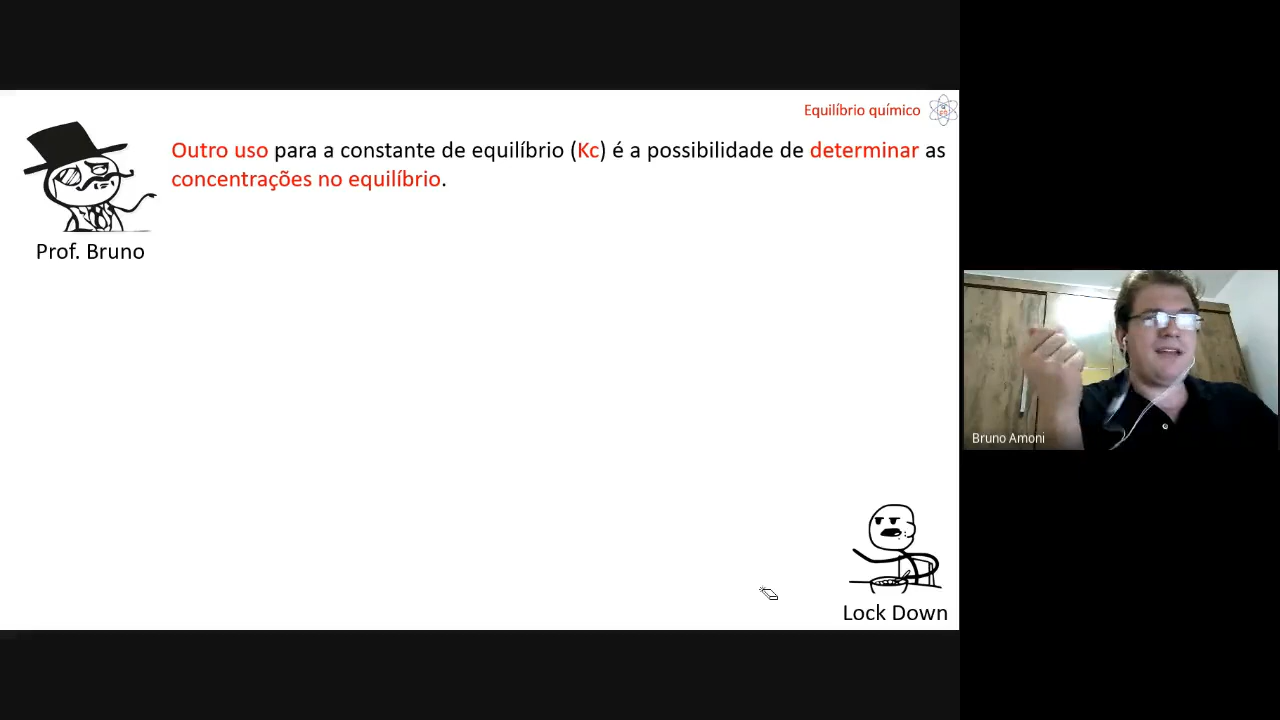 Equilíbrio químico
Outro uso para a constante de equilíbrio (Kc) é a possibilidade de determinar as
concentrações no equilíbrio.
Prof. Bruno
Bruno Amoni
Lock Down